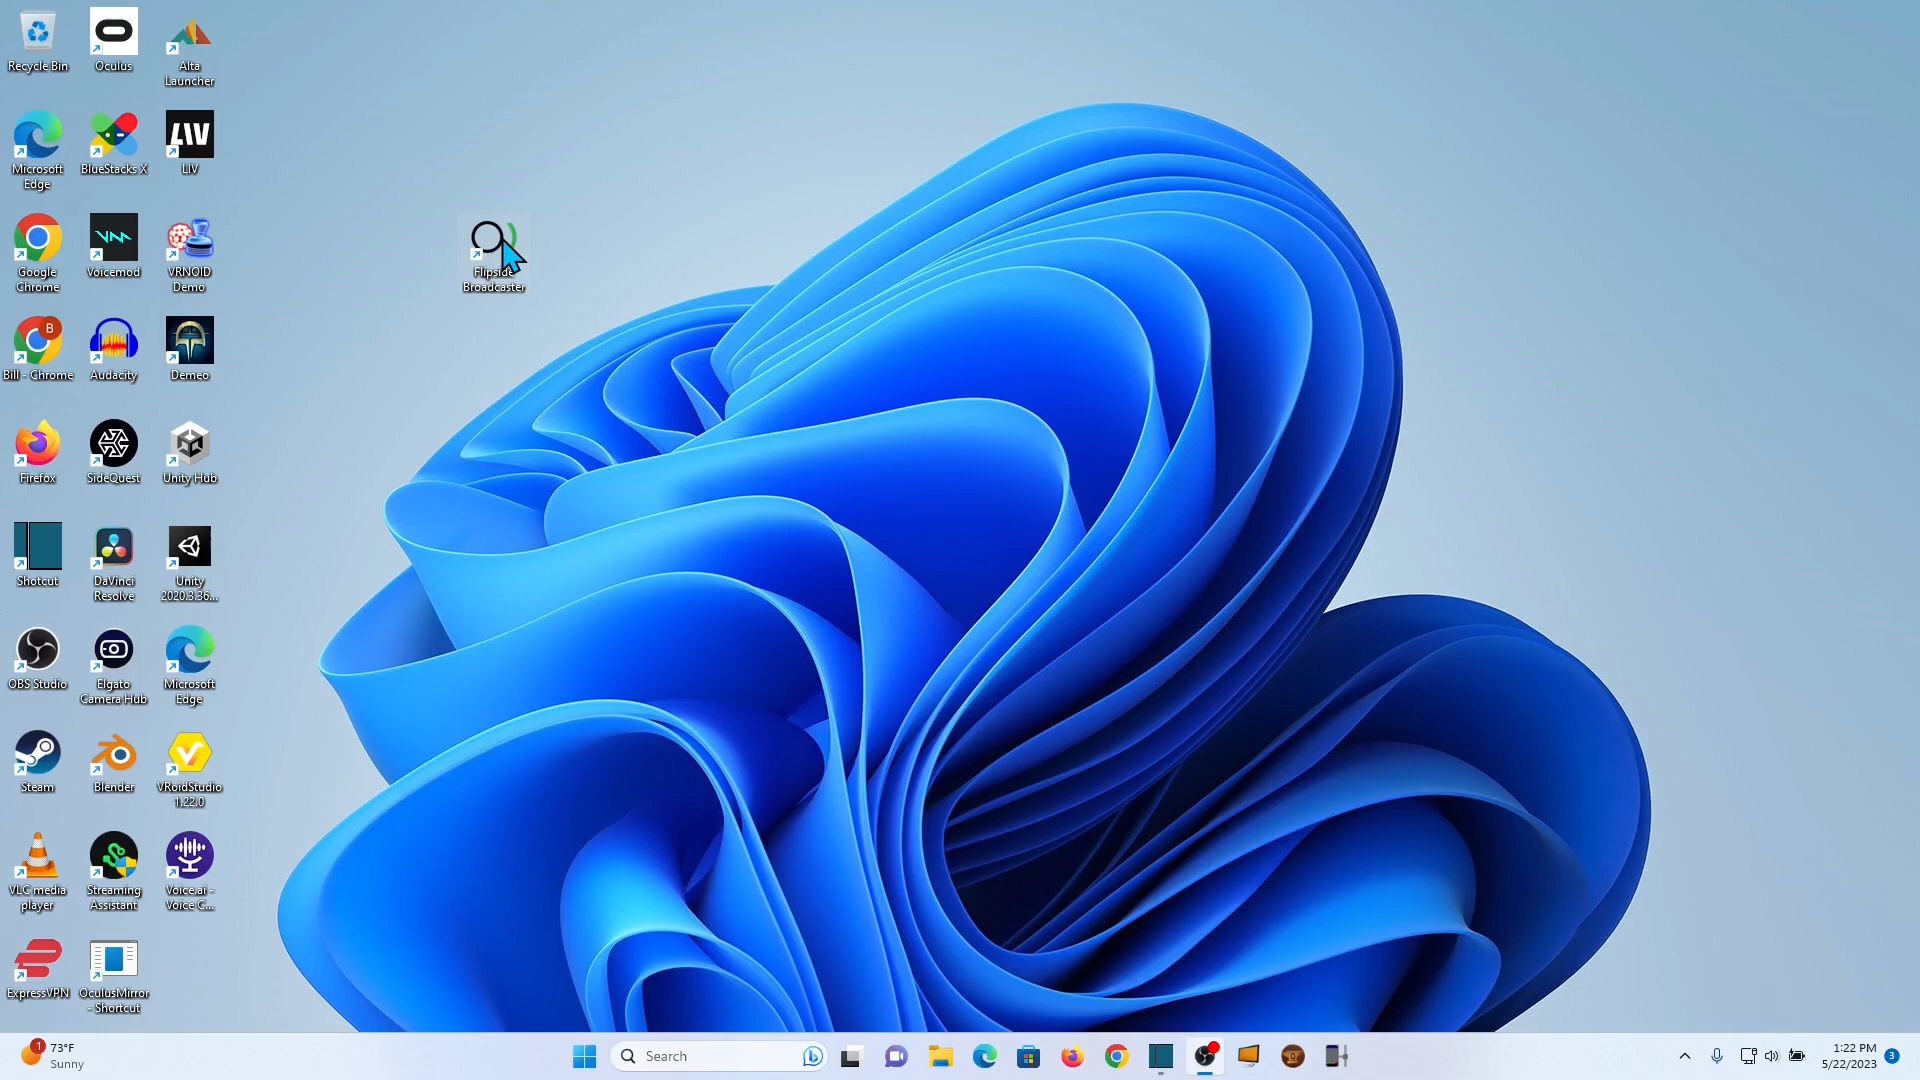 Recycle Bin
Oculus
Alta
Launcher
Microsoft
Edge
BlueStacks X
LIV
LIV
Google
Chrome
Voicemod
VRNOID
Demo
Flipside
Broadcaster
B
Bill - Chrome
Audacity
Demeo
Firefox
SideQuest
Unity Hub
Shotcut
DaVinci
Resolve
Unity
2020.3.36...
OBS Studio
Elgato
Camera Hub
Microsoft
Edge
Steam
Blender
VRoidStudio
1.22.0
VLC media
player
Streaming
Assistant
Voice.ai -
Voice C...
ExpressVPN
OculusMirror
- Shortcut
1
73°F
Sunny
Search
1:22 PM
5/22/2023
3